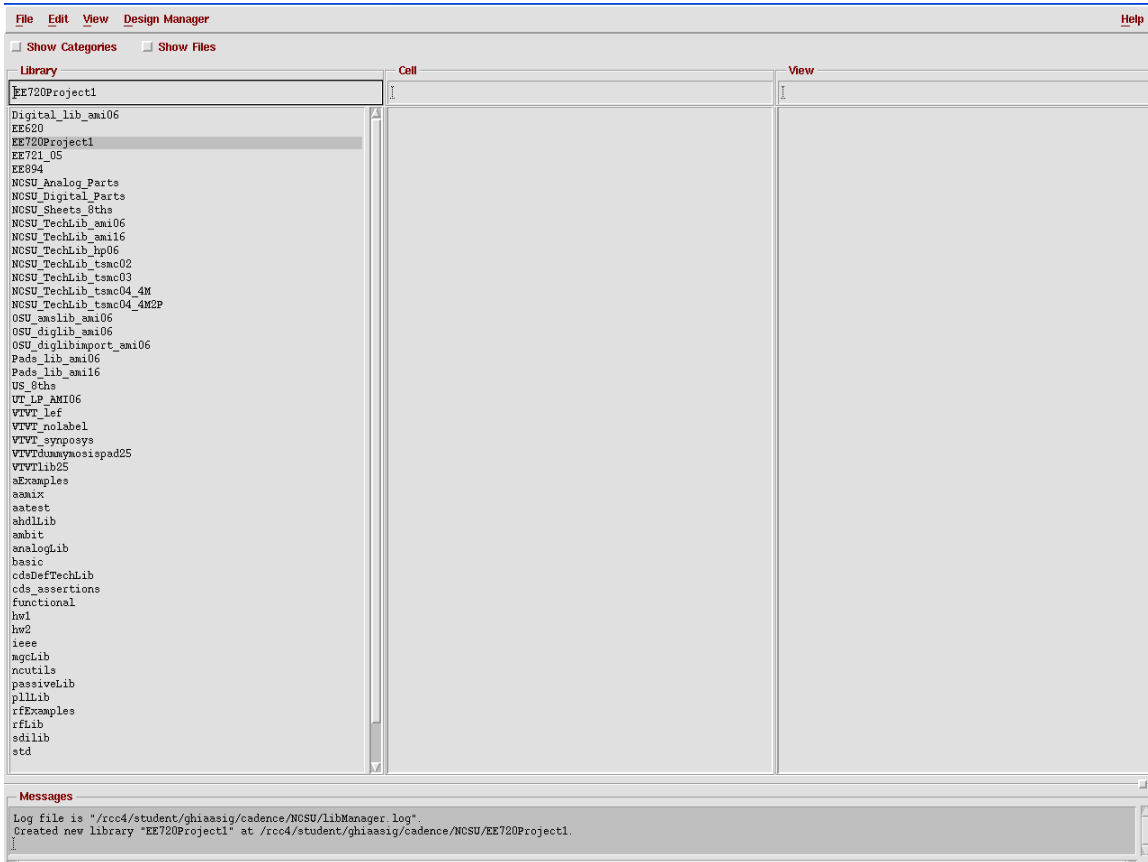 File Edit View Design Manager Help
Show Categories Show Files
Library Cell View
EE720Project1
Digital_lib_ami06
EE620
EE720Project1
EE721_05
EE894
NCSU_Analog_Parts
NCSU_Digital_Parts
NCSU_Sheets_8ths
NCSU_TechLib_ami06
NCSU_TechLib_ami16
NCSU_TechLib_hp06
NCSU_TechLib_tsmc02
NCSU_TechLib_tsmc03
NCSU_TechLib_tsmc04_4M
NCSU_TechLib_tsmc04_4M2P
OSU_amslib_ami06
OSU_diglib_ami06
OSU_diglibimport_ami06
Pads_lib_ami06
Pads_lib_ami16
US_8ths
UT_LP_AMI06
VTVT_lef
VTVT_nolabel
VTVT_synposys
VTVTdummymosispad25
VTVTlib25
aExamples
aamix
aatest
ahdlLib
ambit
analogLib
basic
cdsDefTechLib
cds_assertions
functional
hw1
hw2
ieee
mgcLib
ncutils
passiveLib
pllLib
rfExamples
rfLib
sdilib
std
Messages
Log file is "/rcc4/student/ghiaasig/cadence/NCSU/libManager.log".
Created new library "EE720Project1" at /rcc4/student/ghiaasig/cadence/NCSU/EE720Project1.